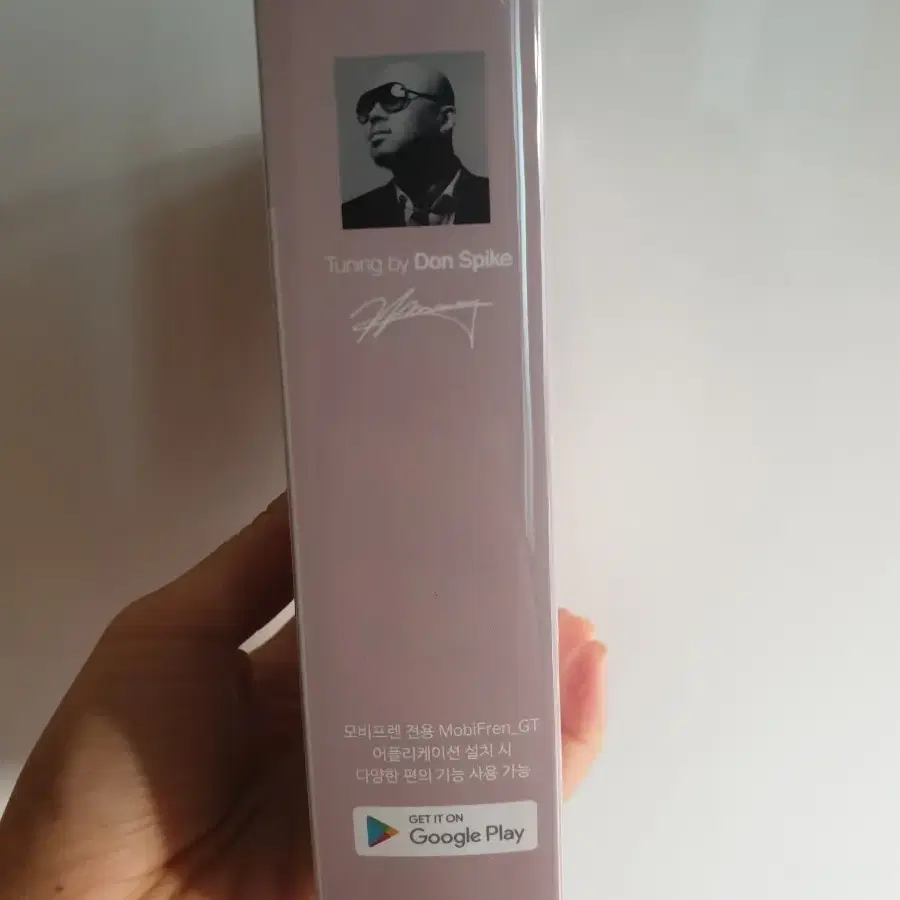 Tuning by Don Spike
모비프렌 전용 MobiFren_GT
어플리케이션 설치 시
다양한 편의 기능 사용 가능
GET IT ON
Google Play